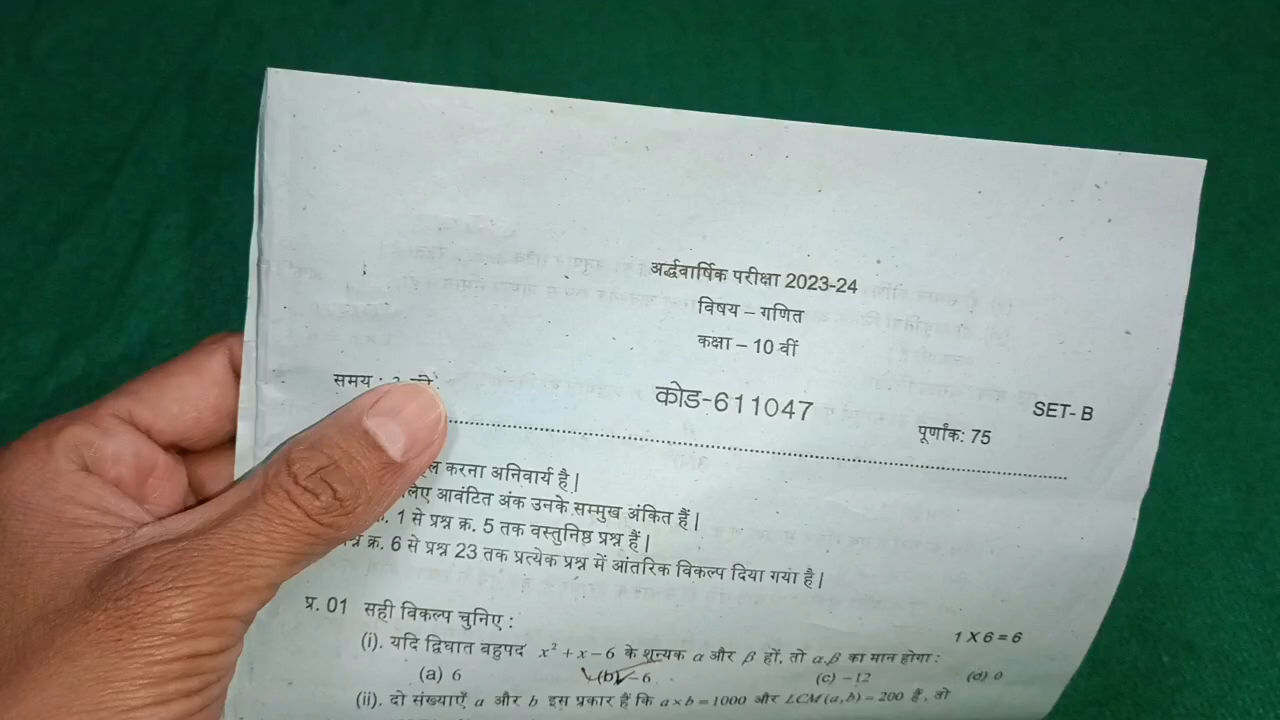 अर्द्धवार्षिक परीक्षा 2023-24
विषय – गणित
कक्षा – 10 वीं
समय :
कोड-611047
SET- B
पूर्णांक: 75
करना अनिवार्य है |
आवंटित अंक उनके सम्मुख अंकित हैं |
1 से प्रश्न क्र. 5 तक वस्तुनिष्ठ प्रश्न हैं |
क्र. 6 से प्रश्न 23 तक प्रत्येक प्रश्न में आंतरिक विकल्प दिया गया है |
प्र. 01 सही विकल्प चुनिए : 1 X 6 = 6
(i). यदि द्विघात बहुपद x² + x – 6 के शून्यक α और β हों, तो α.β का मान होगा :
(a) 6 (b) – 6 (c) – 12 (d) 0
(ii). दो संख्याएँ a और b इस प्रकार हैं कि a × b = 1000 और LCM (a, b) = 200 है, तो